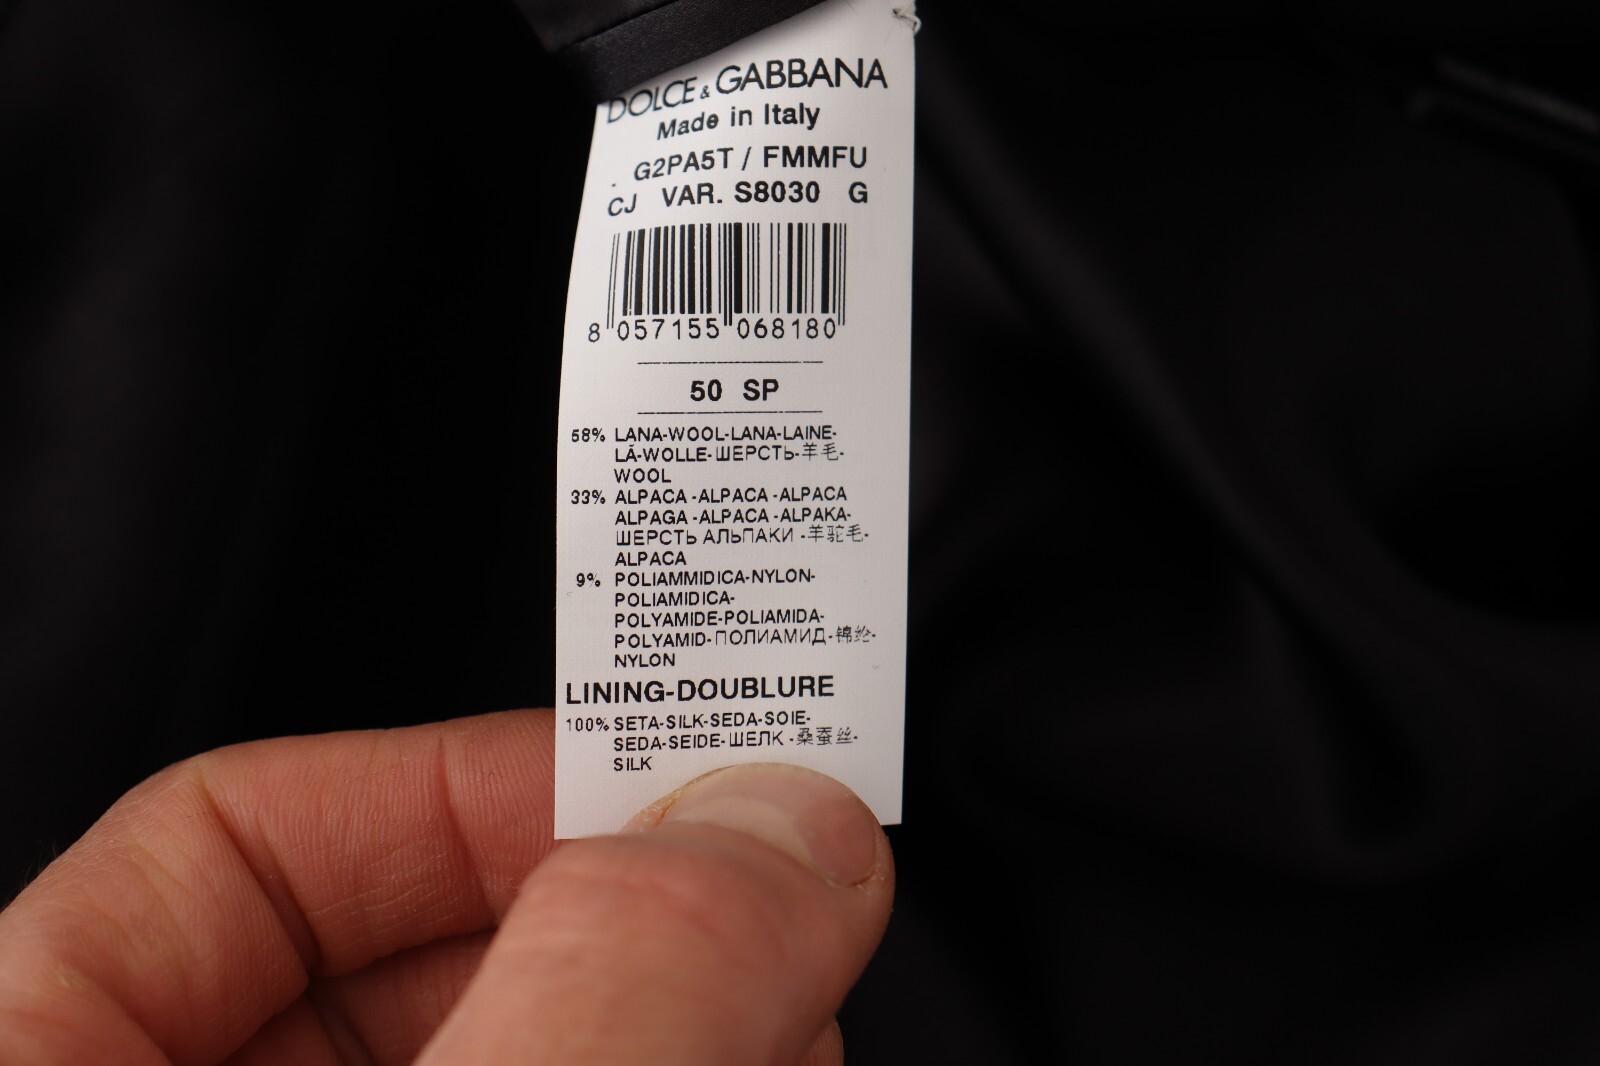 DOLCE & GABBANA
Made in Italy
G2PA5T / FMMFU
CJ VAR. S8030 G
8 057155 068180
50 SP
58% LANA-WOOL-LANA-LAINE-
LÃ-WOLLE-ШЕРСТЬ-羊毛-
WOOL
33% ALPACA -ALPACA -ALPACA
ALPAGA -ALPACA -ALPAKA-
ШЕРСТЬ АЛЬПАКИ -羊驼毛-
ALPACA
9% POLIAMMIDICA-NYLON-
POLIAMIDICA-
POLYAMIDE-POLIAMIDA-
POLYAMID-ПОЛИАМИД-锦纶-
NYLON
LINING-DOUBLURE
100% SETA-SILK-SEDA-SOIE-
SEDA-SEIDE-ШЕЛК -桑蚕丝-
SILK